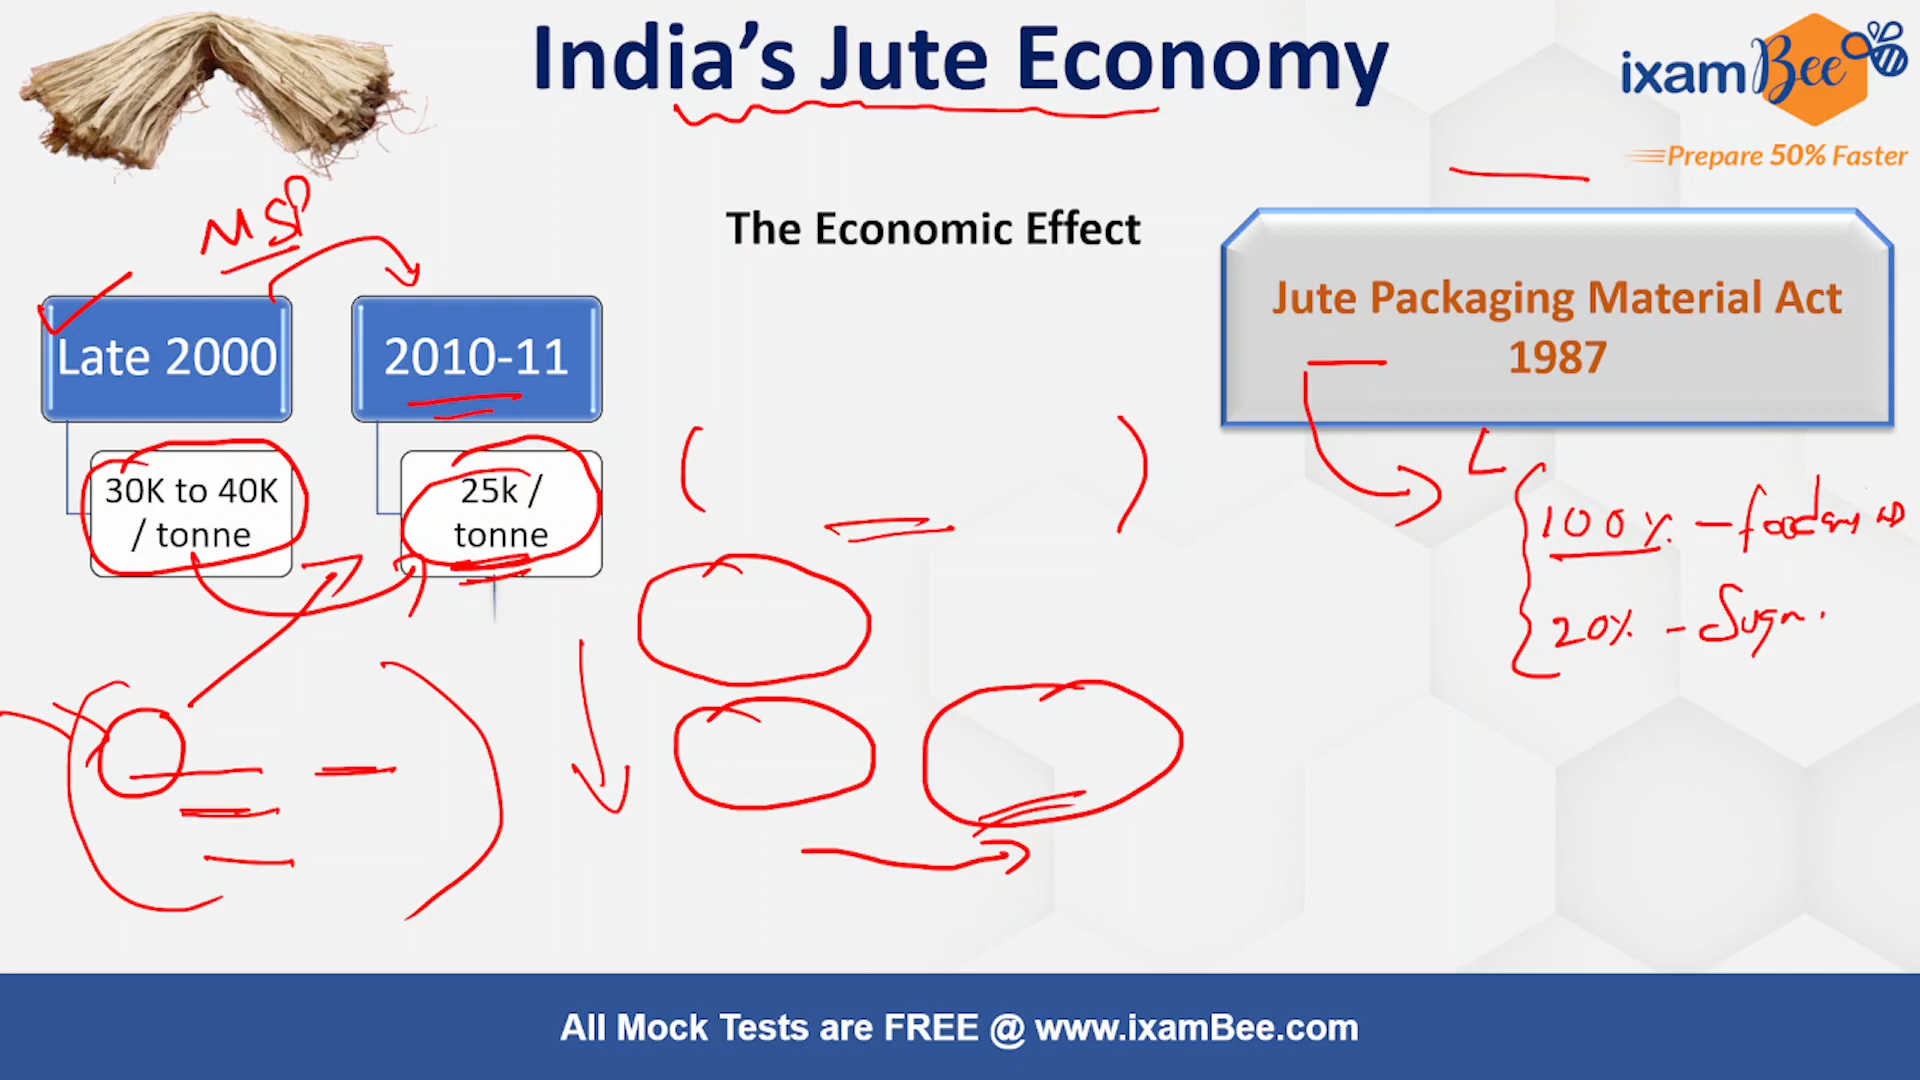 India's Jute Economy
ixamBee
Prepare 50% Faster
MSP
The Economic Effect
Late 2000
2010-11
30K to 40K
/ tonne
25k /
tonne
Jute Packaging Material Act
1987
100% -
20% - Sugar
All Mock Tests are FREE @ www.ixamBee.com